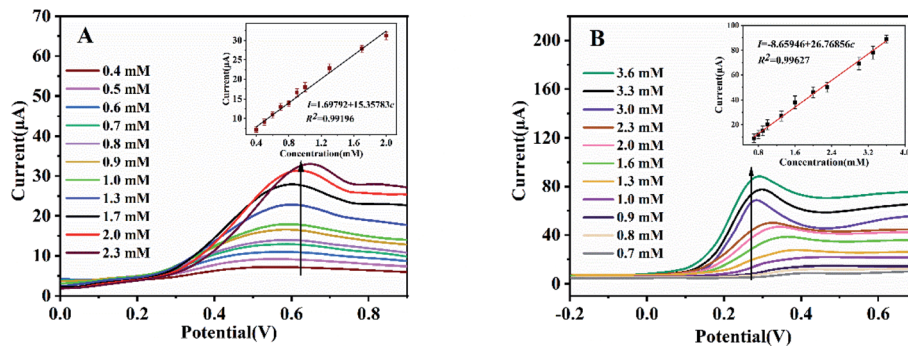 A
I=1.69792+15.35783c
R²=0.99196
Current(μA)
30
20
10
0.4
0.8
1.2
1.6
2.0
Concentration(mM)
0.4 mM
0.5 mM
0.6 mM
0.7 mM
0.8 mM
0.9 mM
1.0 mM
1.3 mM
1.7 mM
2.0 mM
2.3 mM
Current(μA)
70
60
50
40
30
20
10
0
0.0
0.2
0.4
0.6
0.8
Potential(V)
B
I=-8.65946+26.76856c
R²=0.99627
Current(μA)
100
80
60
40
20
0
0.8
1.6
2.4
3.2
4.0
Concentration(mM)
3.6 mM
3.3 mM
3.0 mM
2.3 mM
2.0 mM
1.6 mM
1.3 mM
1.0 mM
0.9 mM
0.8 mM
0.7 mM
Current(μA)
200
160
120
80
40
0
-0.2
0.0
0.2
0.4
0.6
Potential(V)